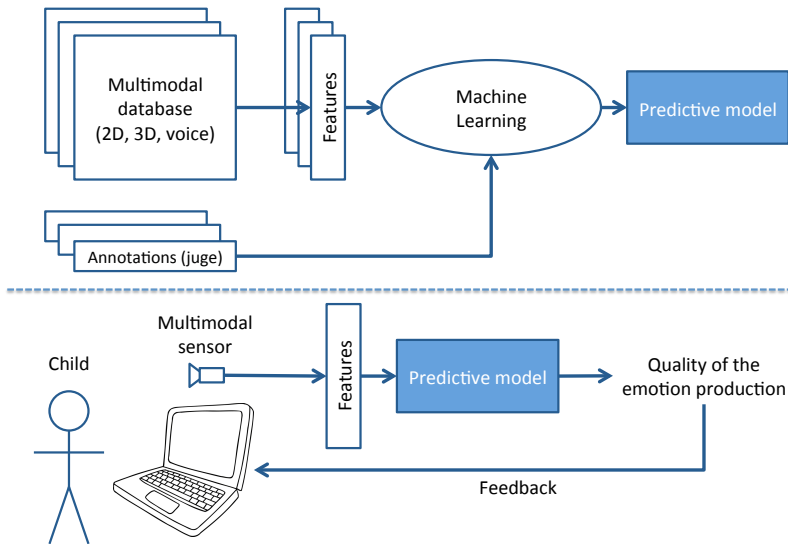 Multimodal
database
(2D, 3D, voice)
Features
Machine
Learning
Predictive model
Annotations (juge)
Multimodal
sensor
Child
Features
Predictive model
Quality of the
emotion production
Feedback